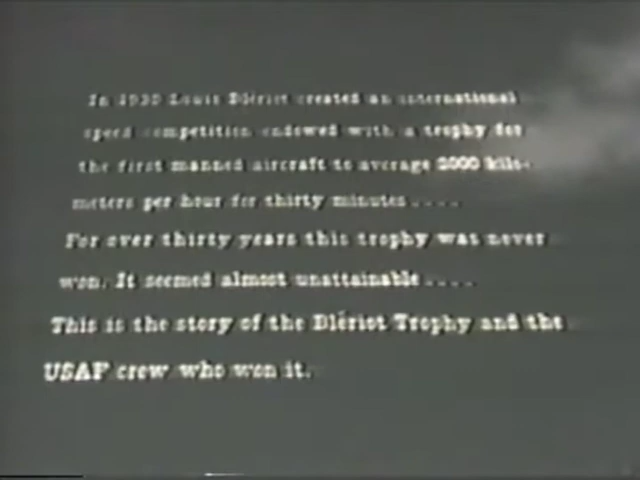 In 1930 Louis Blériot created an international
speed competition endowed with a trophy for
the first manned aircraft to average 2000 kilo-
meters per hour for thirty minutes . . . .
For over thirty years this trophy was never
won. It seemed almost unattainable . . . .
This is the story of the Blériot Trophy and the
USAF crew who won it.